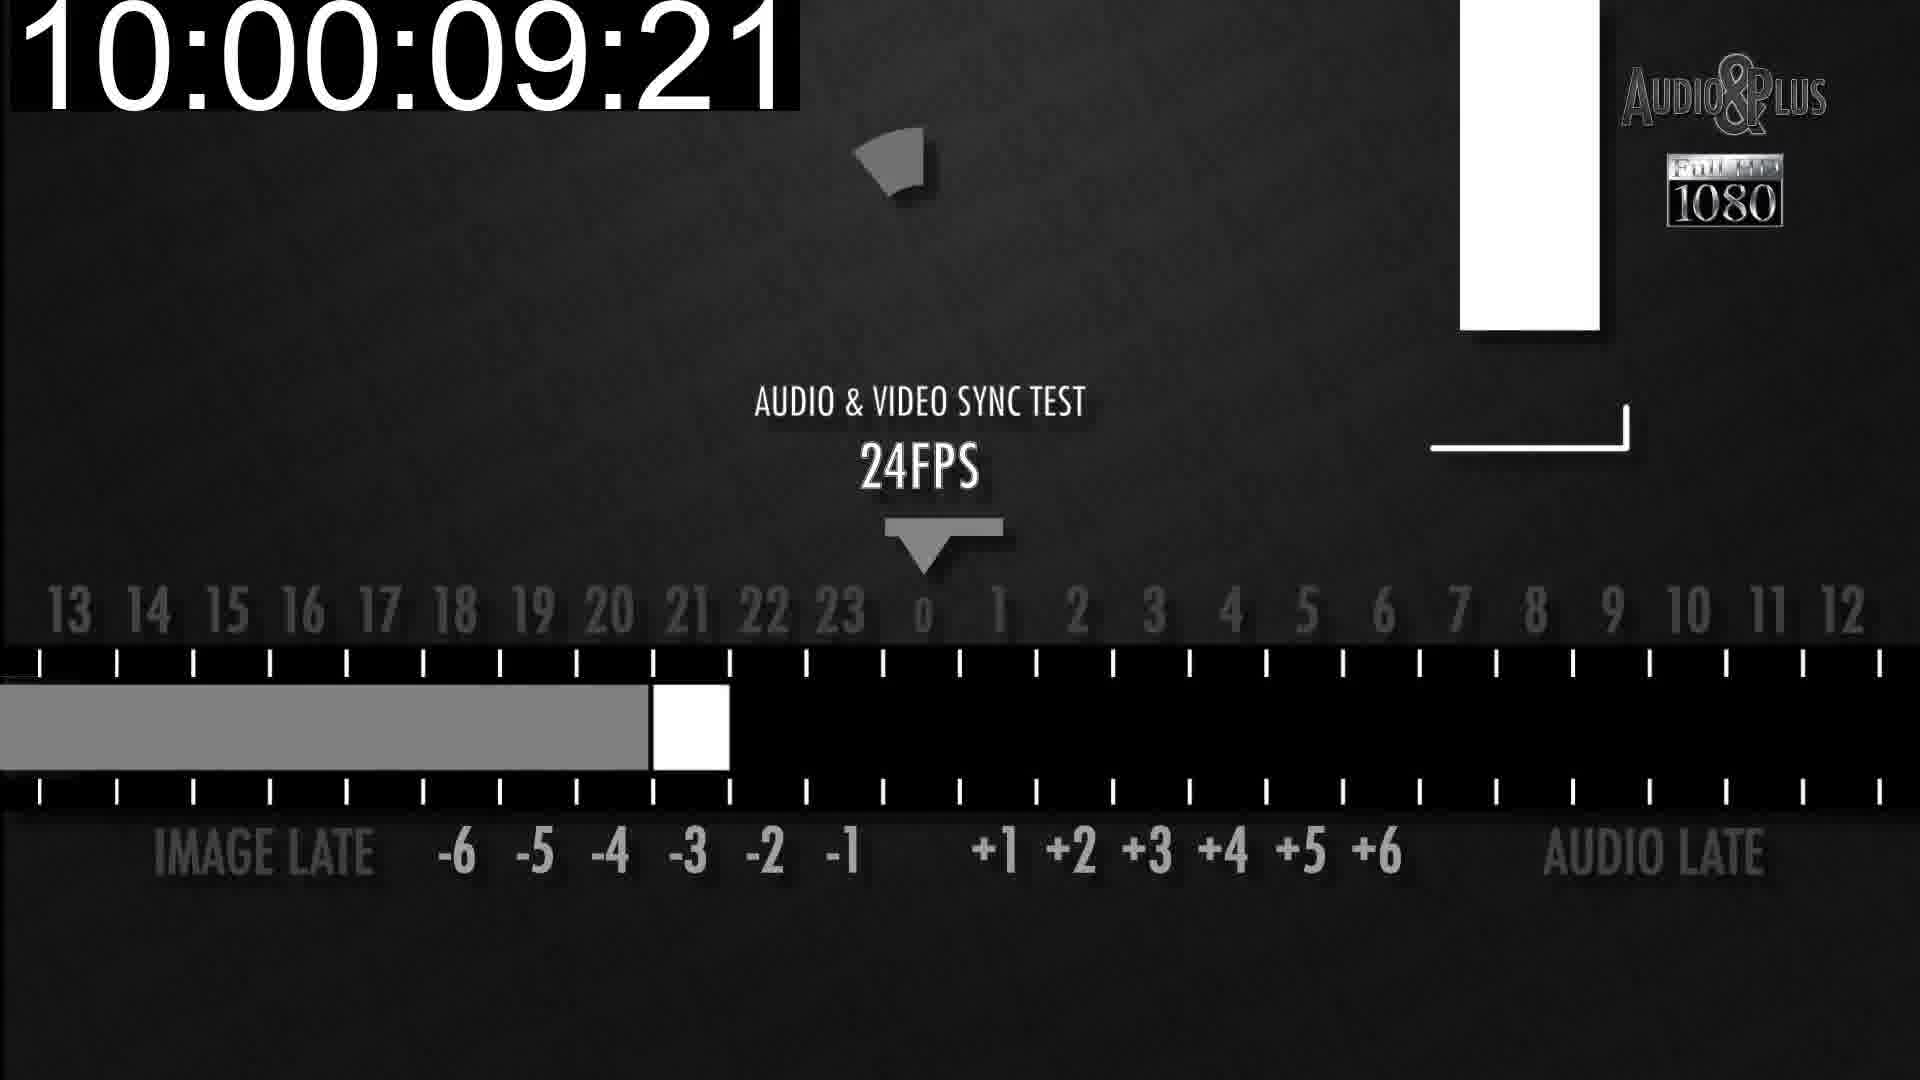 10:00:09:21
AUDIO & PLUS
Full HD
1080
AUDIO & VIDEO SYNC TEST
24FPS
13 14 15 16 17 18 19 20 21 22 23 0 1 2 3 4 5 6 7 8 9 10 11 12
IMAGE LATE -6 -5 -4 -3 -2 -1 +1 +2 +3 +4 +5 +6 AUDIO LATE